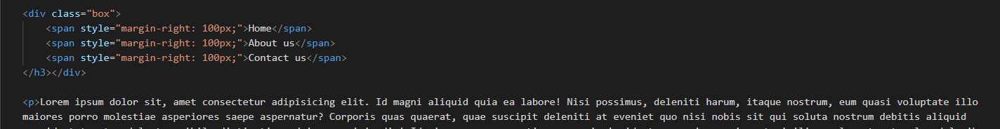 <div class="box">
<span style="margin-right: 100px;">Home</span>
<span style="margin-right: 100px;">About us</span>
<span style="margin-right: 100px;">Contact us</span>
</h3></div>
<p>Lorem ipsum dolor sit, amet consectetur adipisicing elit. Id magni aliquid quia ea labore! Nisi possimus, deleniti harum, itaque nostrum, eum quasi voluptate illo
maiores porro molestiae asperiores saepe aspernatur? Corporis quas quaerat, quae suscipit deleniti at eveniet quo nisi nobis sit qui soluta nostrum debitis aliquid